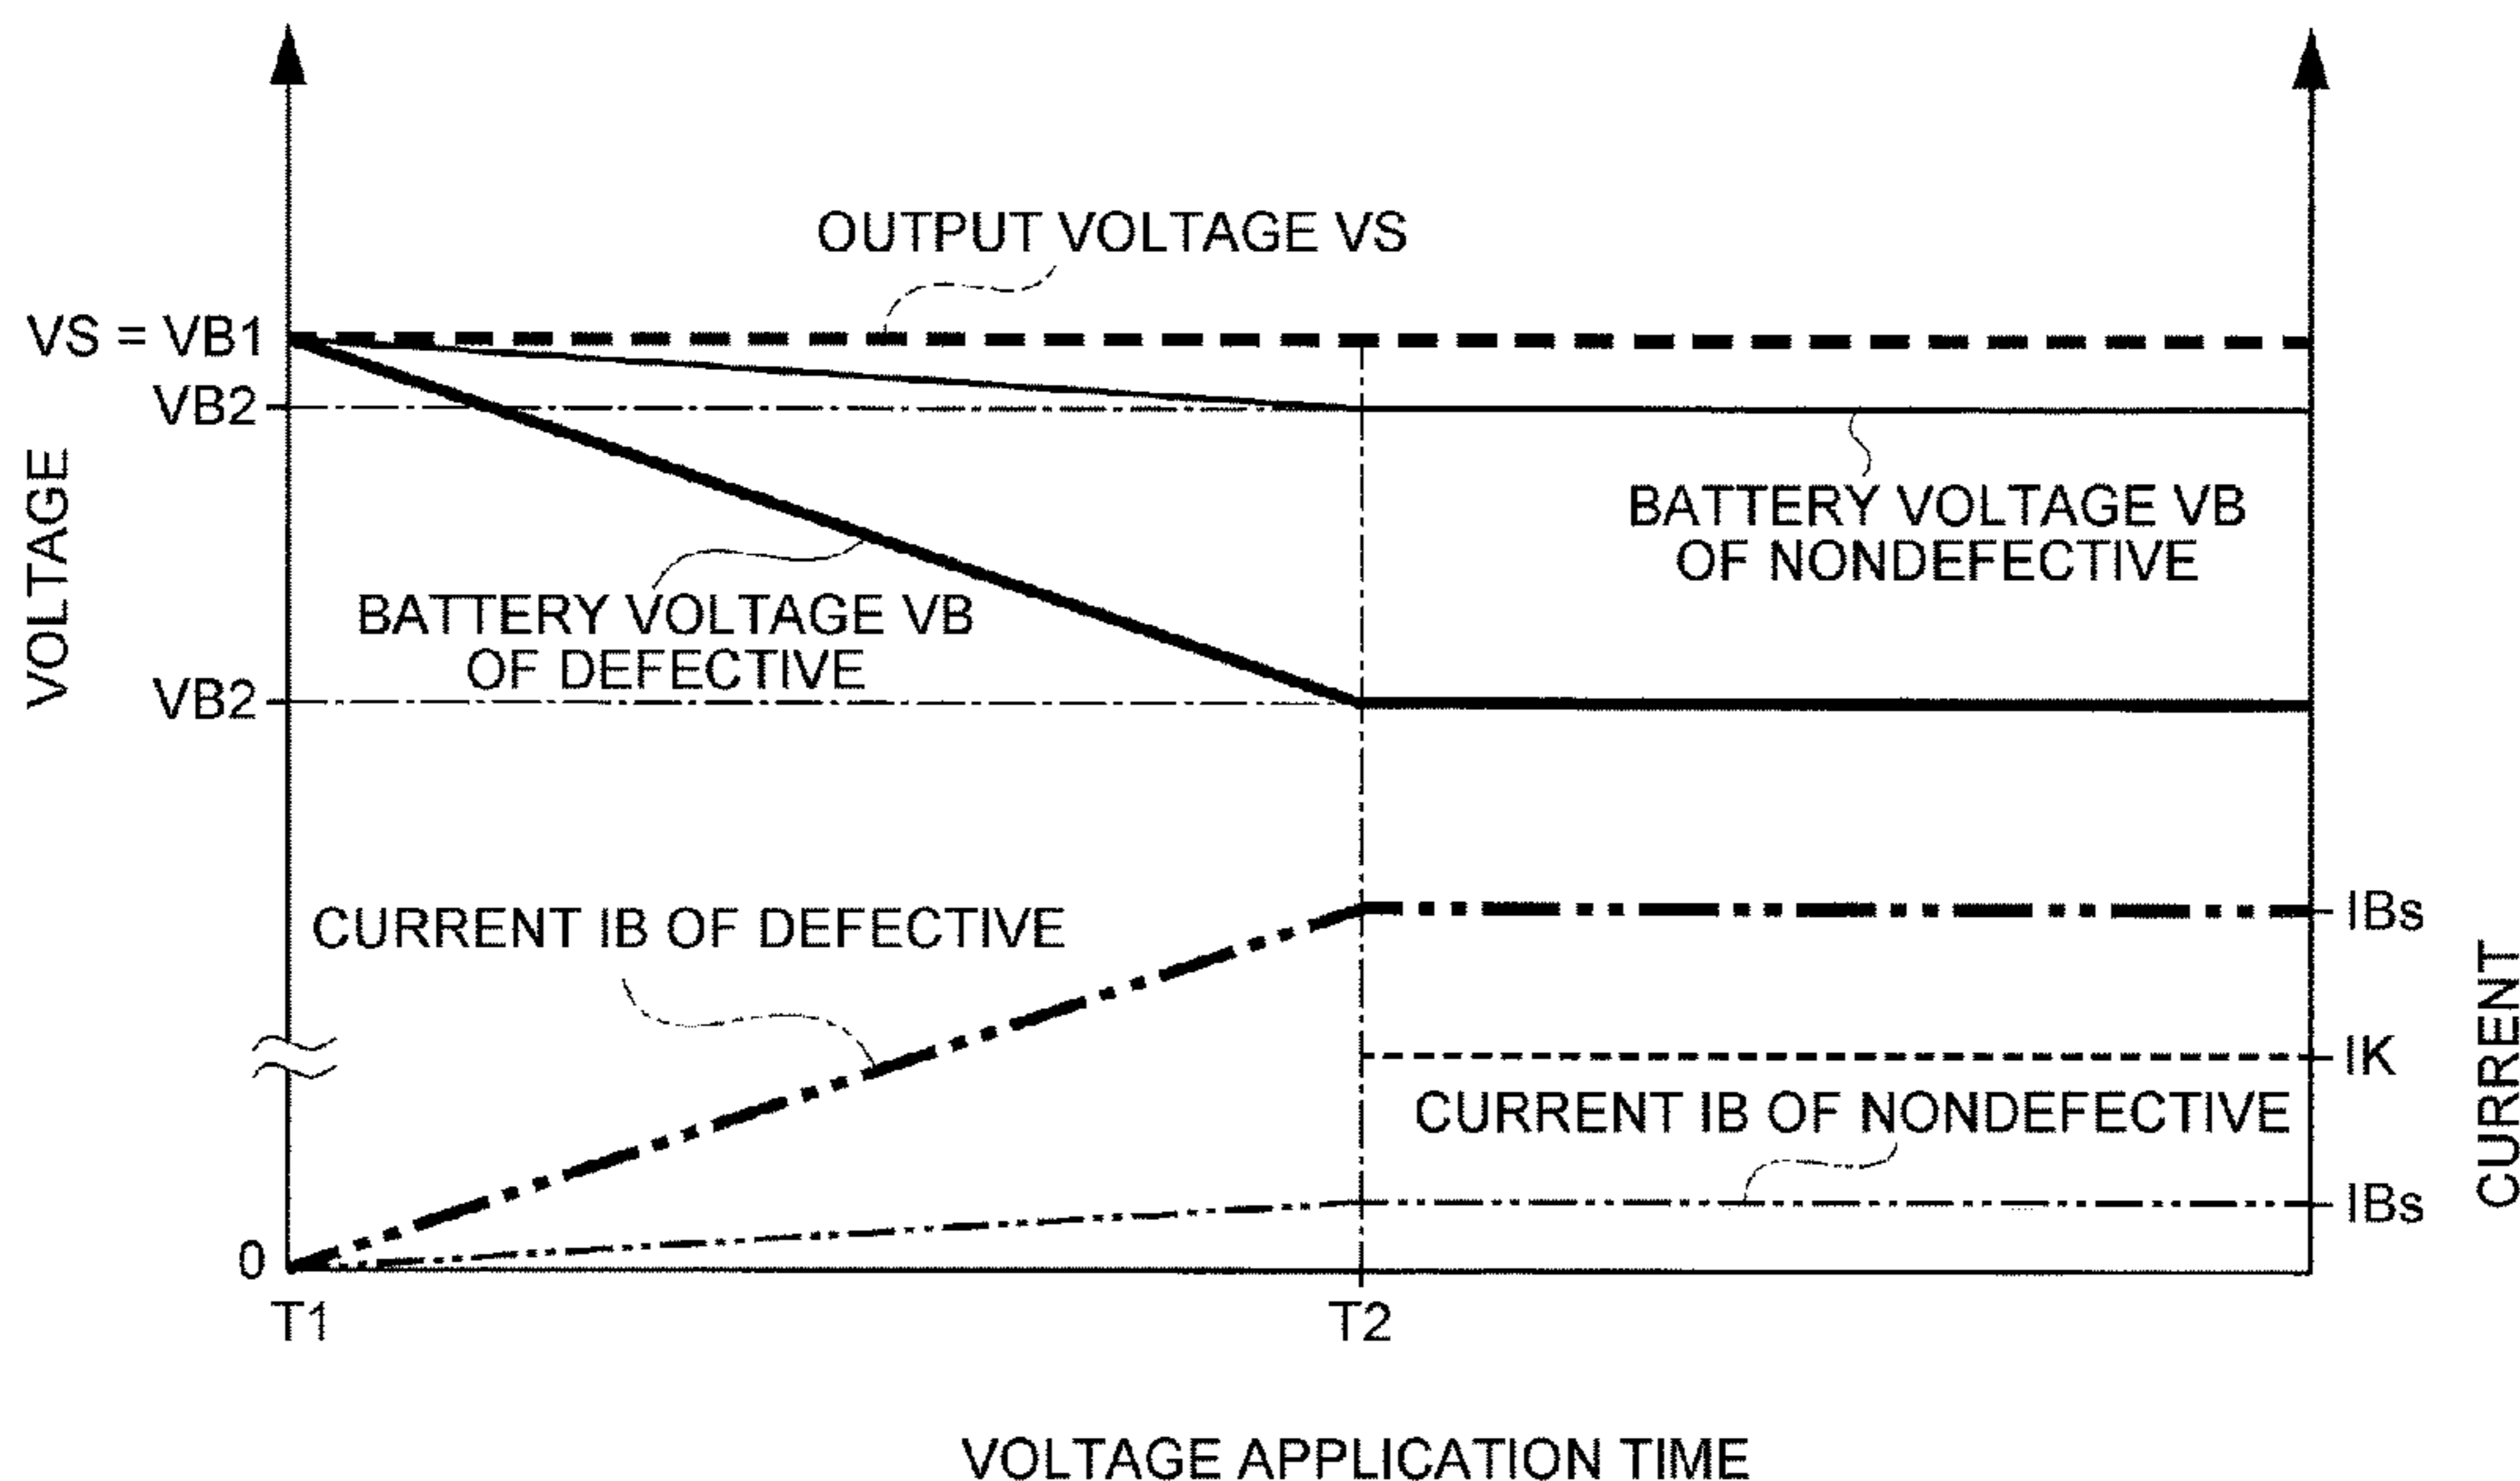 OUTPUT VOLTAGE VS
VS = VB1
VB2
VOLTAGE
BATTERY VOLTAGE VB
OF NONDEFECTIVE
BATTERY VOLTAGE VB
OF DEFECTIVE
VB2
CURRENT IB OF DEFECTIVE
IBs
IK
CURRENT
CURRENT IB OF NONDEFECTIVE
IBs
0
T1
T2
VOLTAGE APPLICATION TIME